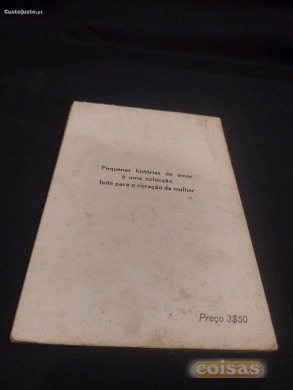 CustoJusto.pt
Pequenas histórias de amor
é uma colecção
feita para o coração da mulher
Preço 3$50
coisas